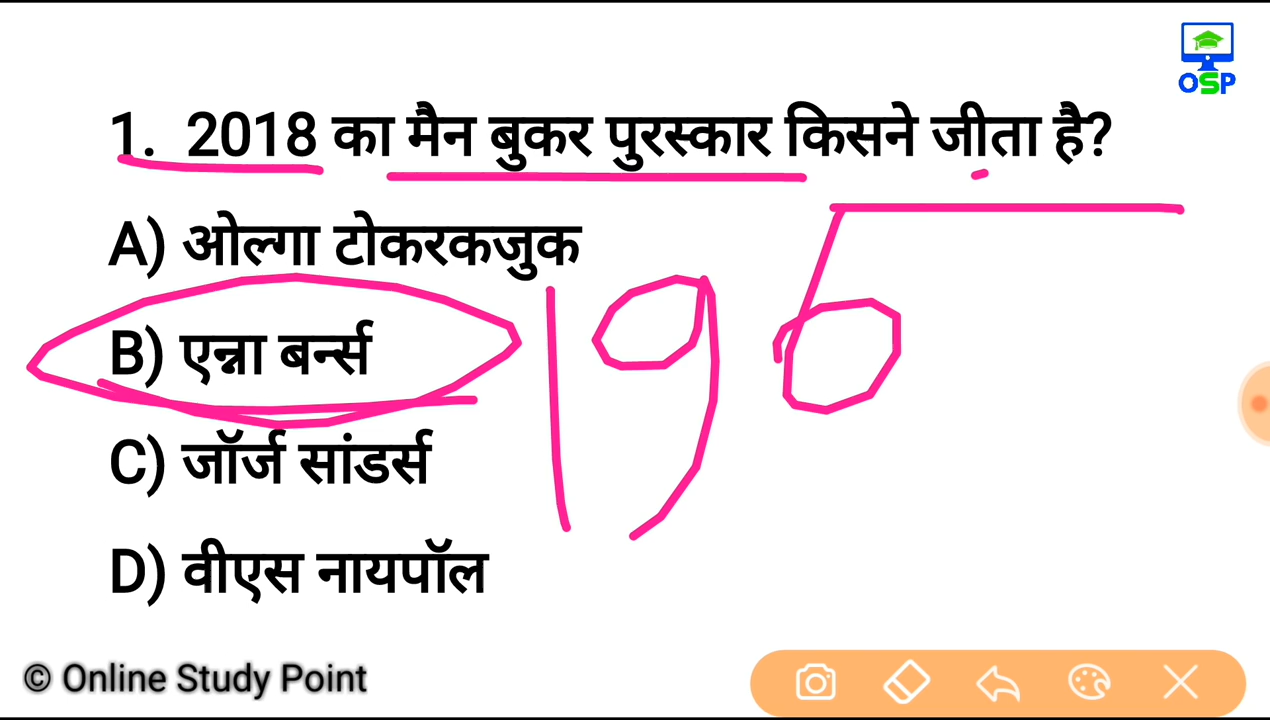 OSP
1. 2018 का मैन बुकर पुरस्कार किसने जीता है?
A) ओल्गा टोकरकजुक
B) एन्ना बर्न्स
C) जॉर्ज सांडर्स
D) वीएस नायपॉल
196
© Online Study Point